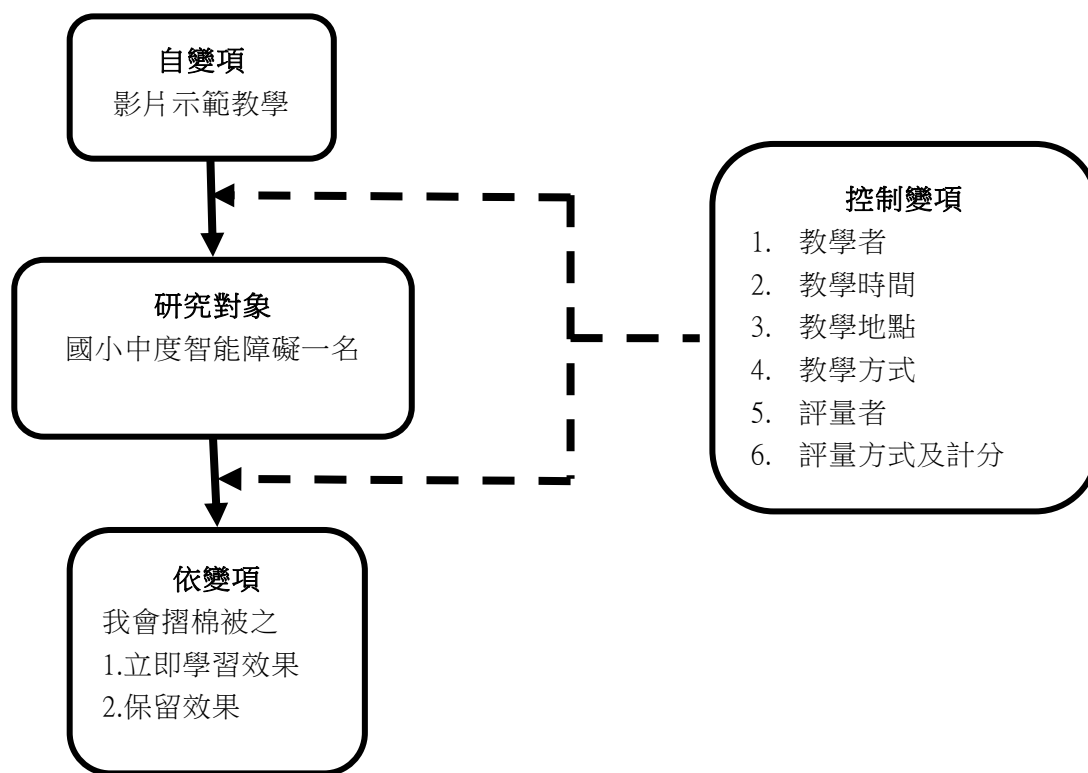 自變項
影片示範教學
研究對象
國小中度智能障礙一名
依變項
我會摺棉被之
1.立即學習效果
2.保留效果
控制變項
1. 教學者
2. 教學時間
3. 教學地點
4. 教學方式
5. 評量者
6. 評量方式及計分